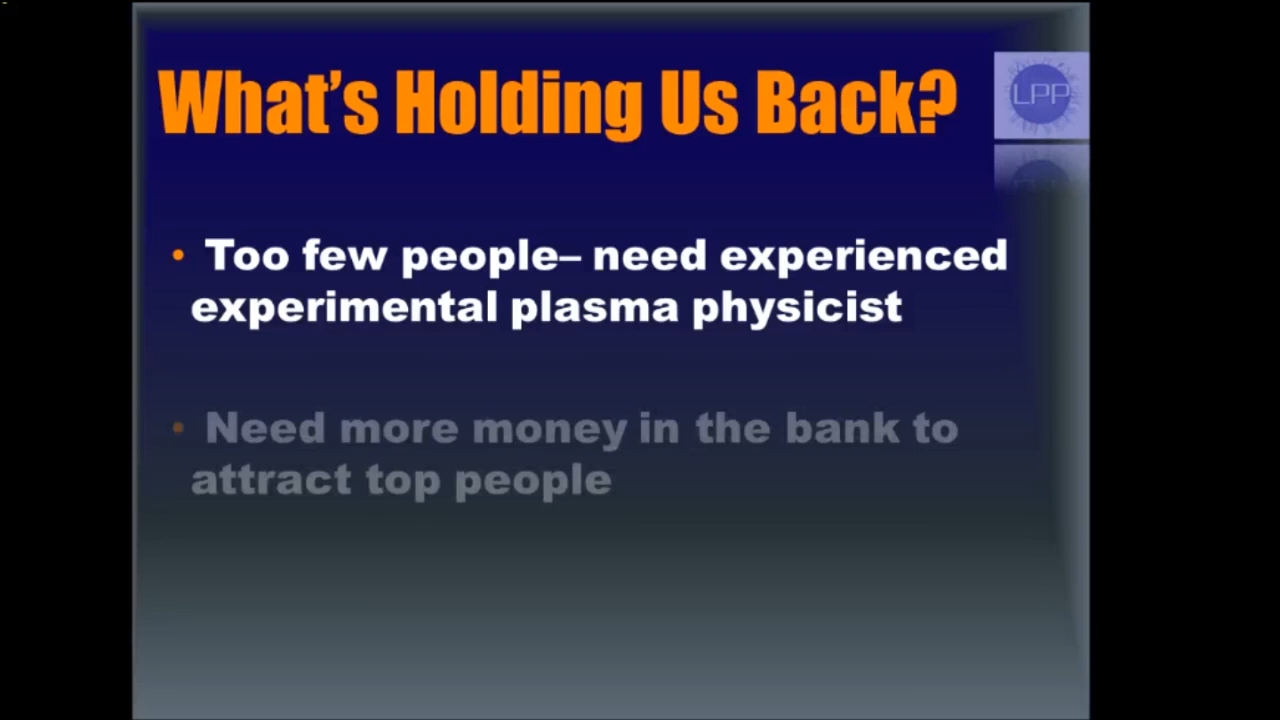 What's Holding Us Back?
LPP
• Too few people– need experienced
experimental plasma physicist
• Need more money in the bank to
attract top people